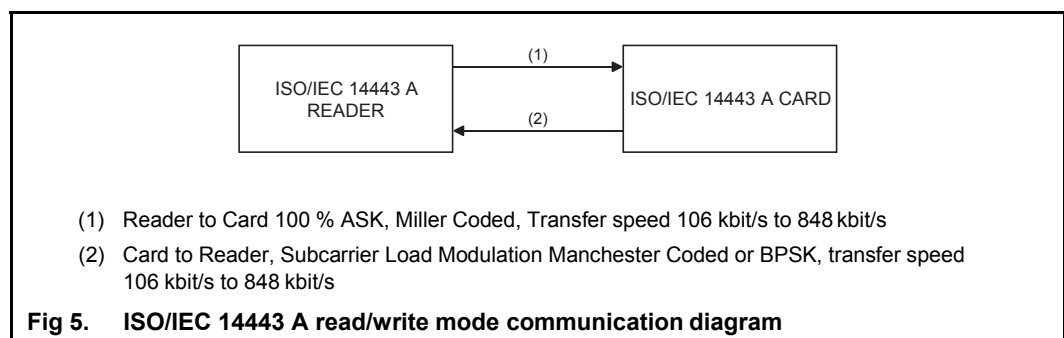 (1)
ISO/IEC 14443 A
READER
ISO/IEC 14443 A CARD
(2)
(1) Reader to Card 100 % ASK, Miller Coded, Transfer speed 106 kbit/s to 848 kbit/s
(2) Card to Reader, Subcarrier Load Modulation Manchester Coded or BPSK, transfer speed
106 kbit/s to 848 kbit/s
Fig 5. ISO/IEC 14443 A read/write mode communication diagram